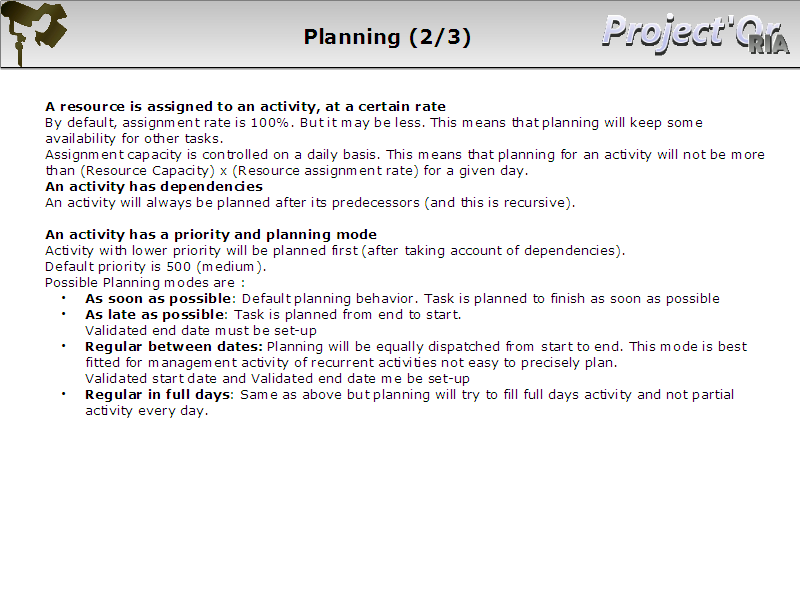 Planning (2/3)
Project'Or
RIA
A resource is assigned to an activity, at a certain rate
By default, assignment rate is 100%. But it may be less. This means that planning will keep some
availability for other tasks.
Assignment capacity is controlled on a daily basis. This means that planning for an activity will not be more
than (Resource Capacity) x (Resource assignment rate) for a given day.
An activity has dependencies
An activity will always be planned after its predecessors (and this is recursive).
An activity has a priority and planning mode
Activity with lower priority will be planned first (after taking account of dependencies).
Default priority is 500 (medium).
Possible Planning modes are :
• As soon as possible: Default planning behavior. Task is planned to finish as soon as possible
• As late as possible: Task is planned from end to start.
Validated end date must be set-up
• Regular between dates: Planning will be equally dispatched from start to end. This mode is best
fitted for management activity of recurrent activities not easy to precisely plan.
Validated start date and Validated end date me be set-up
• Regular in full days: Same as above but planning will try to fill full days activity and not partial
activity every day.